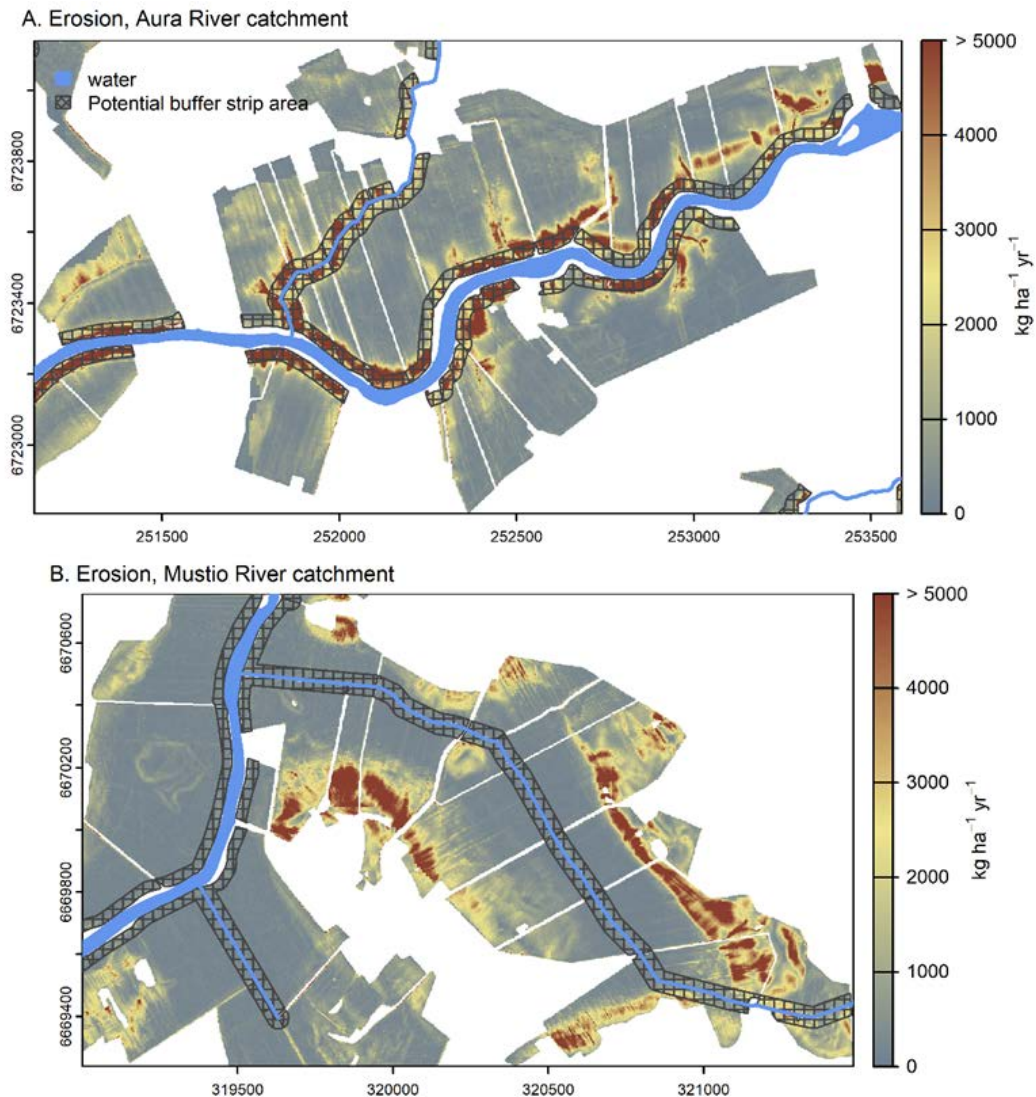 A. Erosion, Aura River catchment
water
Potential buffer strip area
6723800
6723400
6723000
251500 252000 252500 253000 253500
> 5000
4000
3000
2000
1000
0
kg ha⁻¹ yr⁻¹
B. Erosion, Mustio River catchment
6670600
6670200
6669800
6669400
319500 320000 320500 321000
> 5000
4000
3000
2000
1000
0
kg ha⁻¹ yr⁻¹